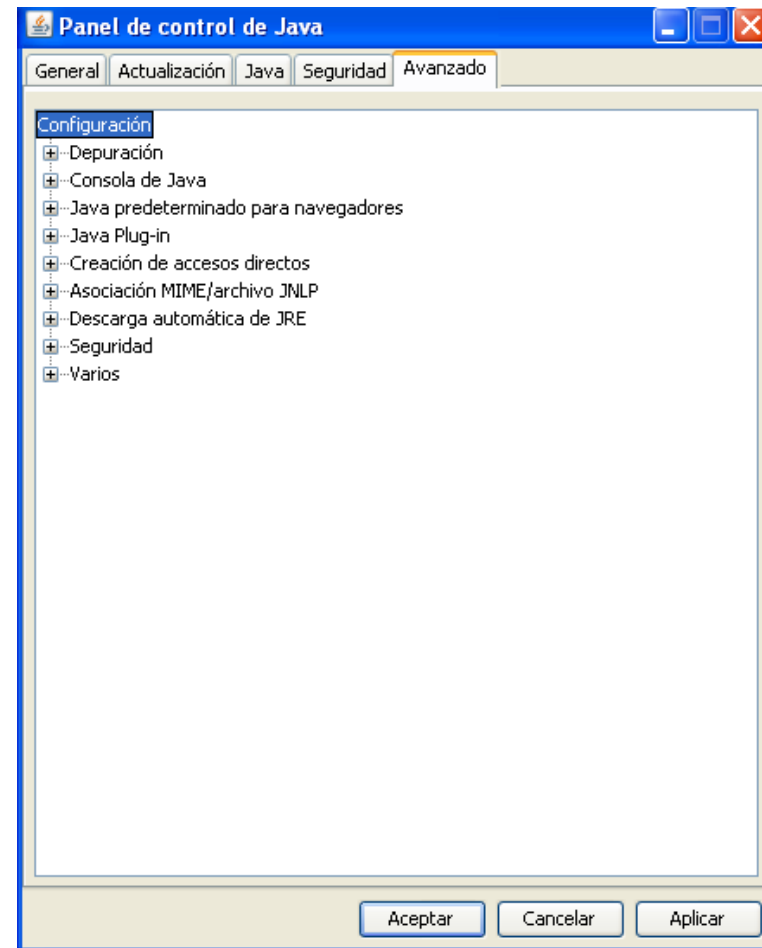 Panel de control de Java
General Actualización Java Seguridad Avanzado
Configuración
Depuración
Consola de Java
Java predeterminado para navegadores
Java Plug-in
Creación de accesos directos
Asociación MIME/archivo JNLP
Descarga automática de JRE
Seguridad
Varios
Aceptar Cancelar Aplicar